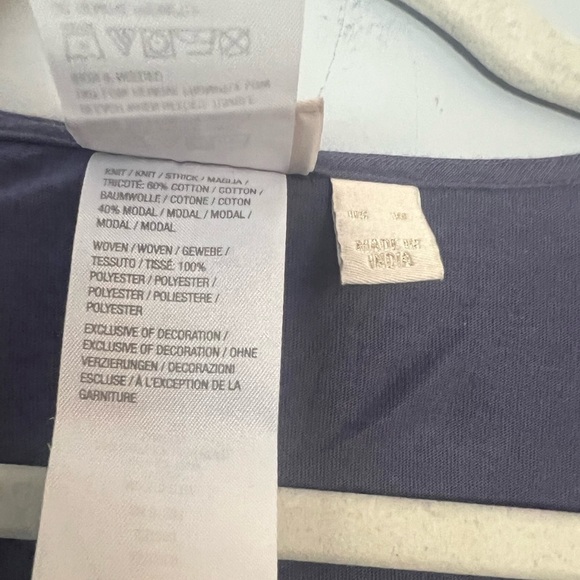 KNIT / KNIT / STRICK / MAGLIA /
TRICOTÉ: 60% COTTON / COTTON /
BAUMWOLLE / COTONE / COTON
40% MODAL / MODAL / MODAL /
MODAL / MODAL
WOVEN / WOVEN / GEWEBE /
TESSUTO / TISSÉ: 100%
POLYESTER / POLYESTER /
POLYESTER / POLIESTERE /
POLYESTER
EXCLUSIVE OF DECORATION /
EXCLUSIVE OF DECORATION / OHNE
VERZIERUNGEN / DECORAZIONI
ESCLUSE / À L'EXCEPTION DE LA
GARNITURE
INDIA